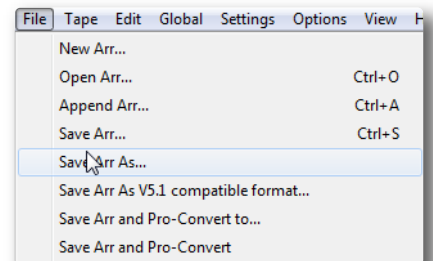 File Tape Edit Global Settings Options View H
New Arr...
Open Arr... Ctrl+O
Append Arr... Ctrl+A
Save Arr... Ctrl+S
Save Arr As...
Save Arr As V5.1 compatible format...
Save Arr and Pro-Convert to...
Save Arr and Pro-Convert